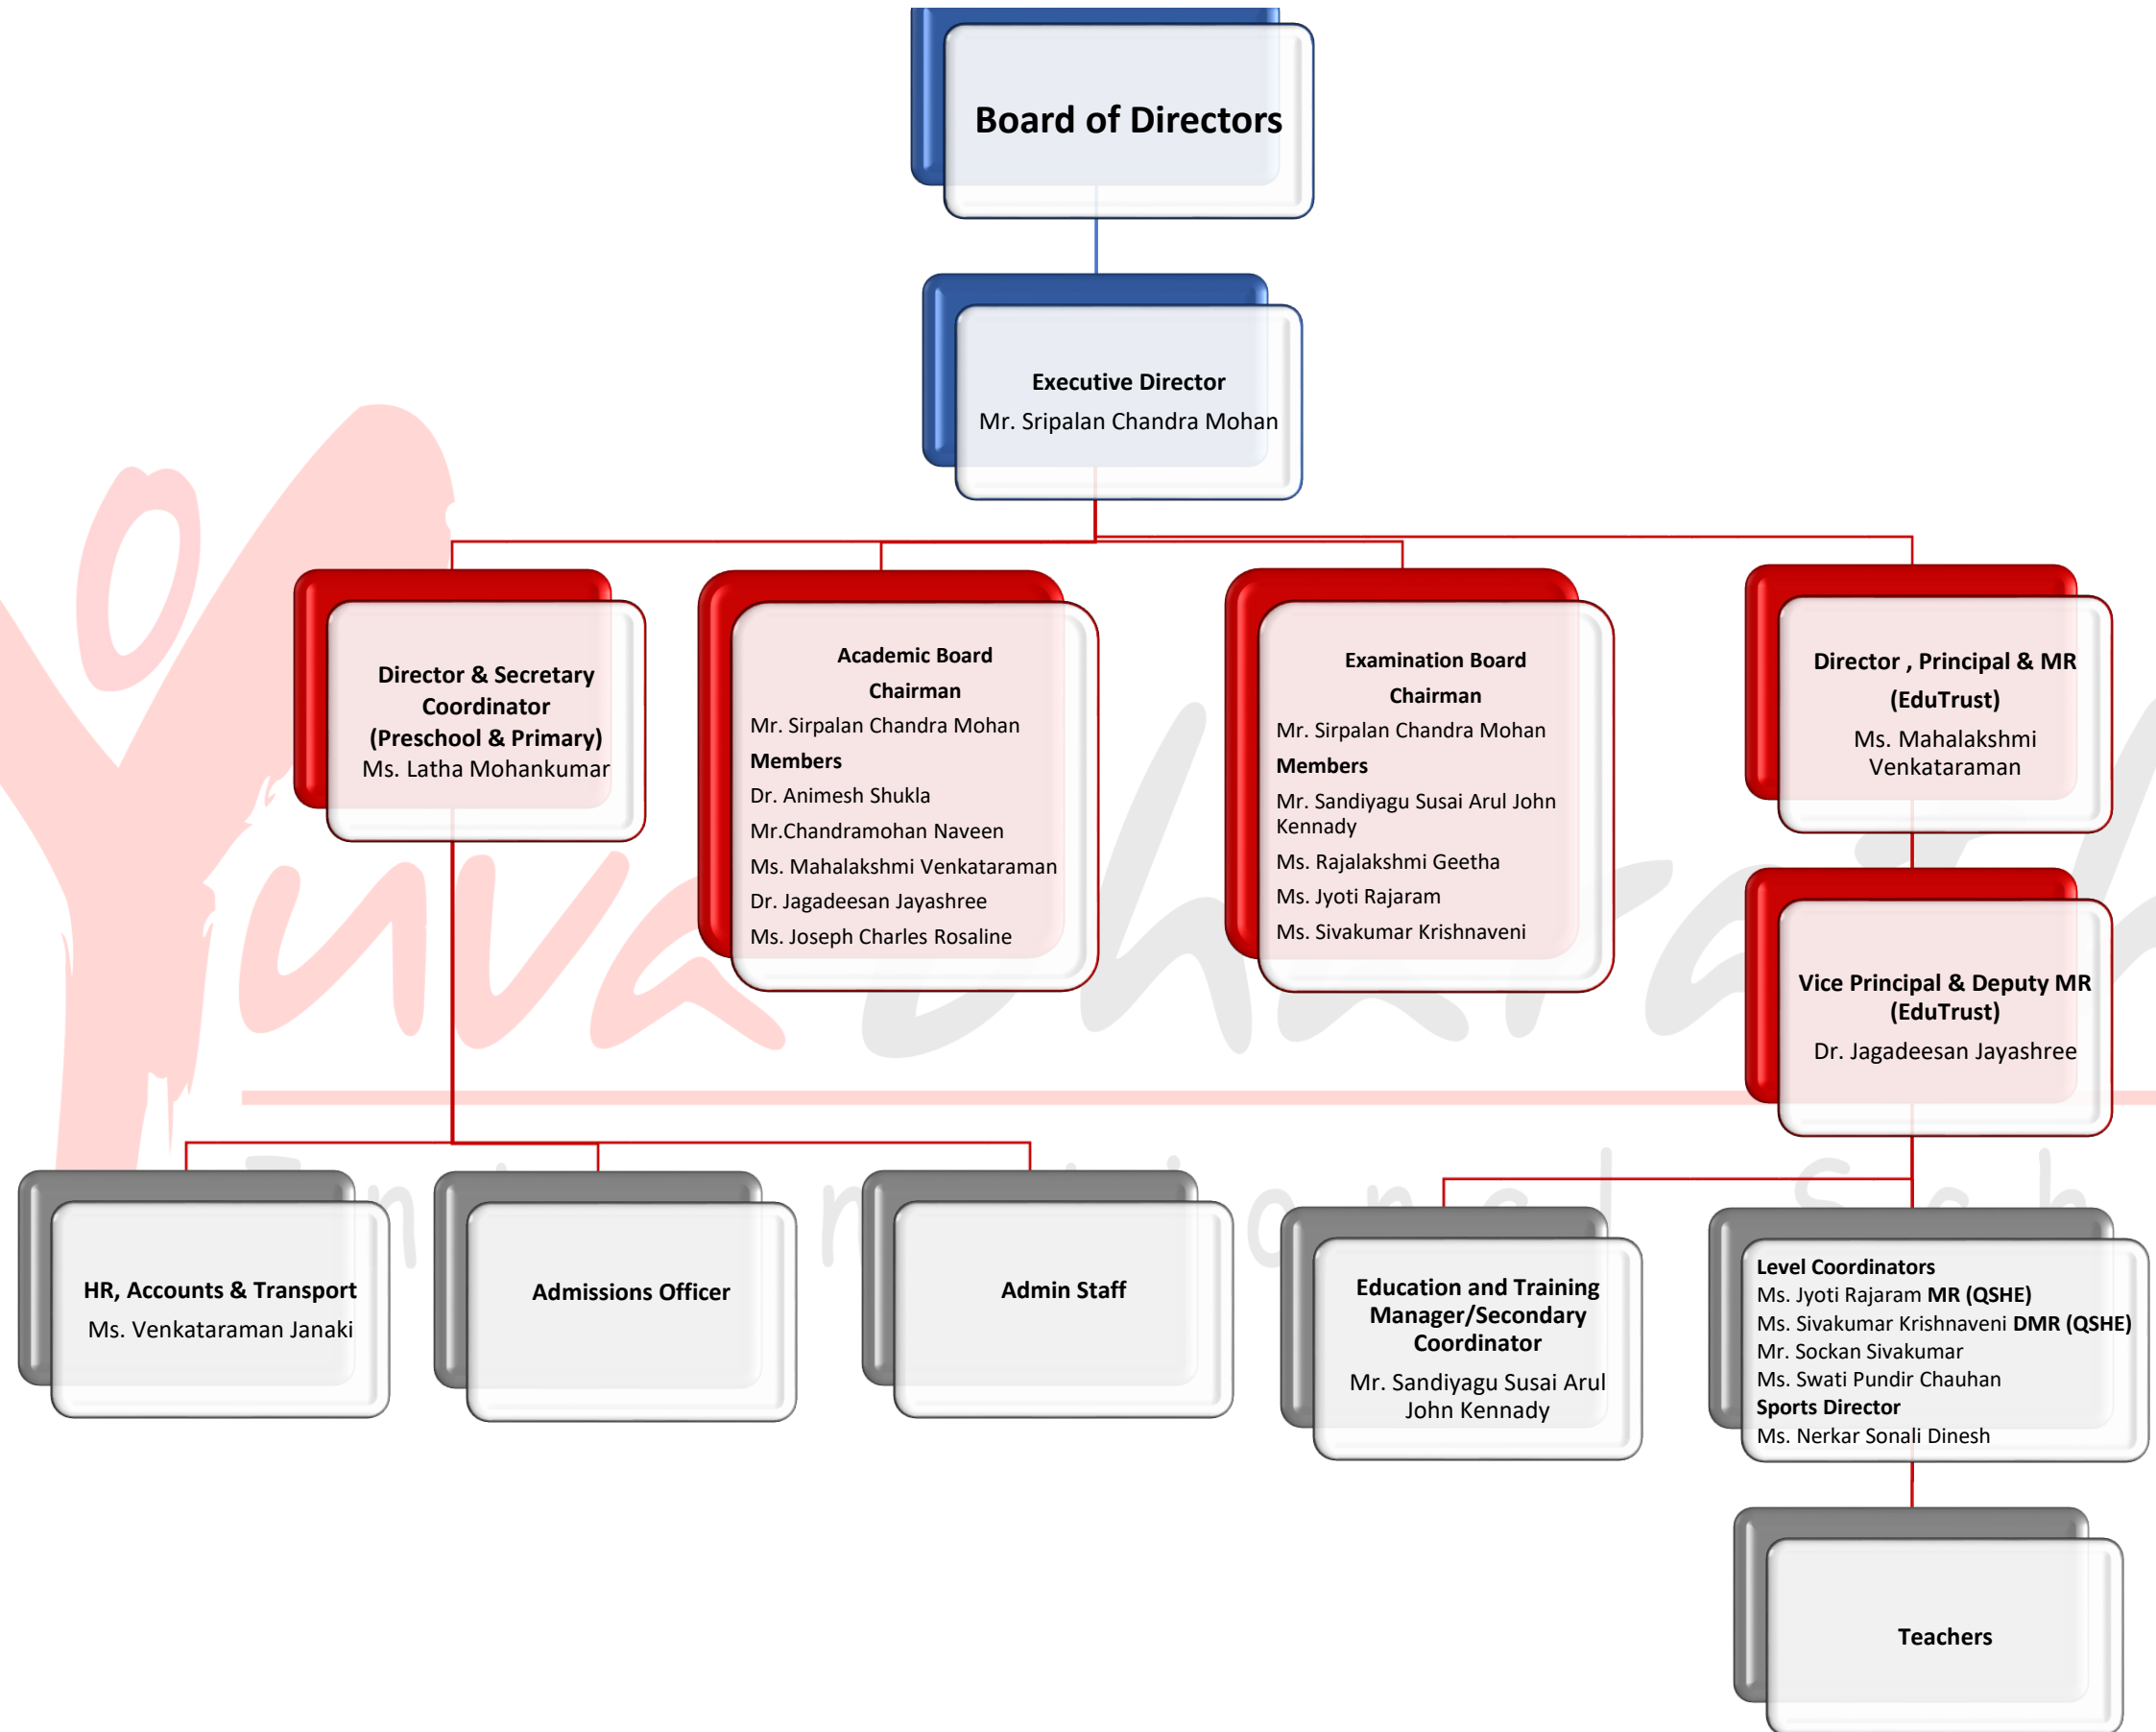 Board of Directors
Executive Director
Mr. Sripalan Chandra Mohan
Director & Secretary
Coordinator
(Preschool & Primary)
Ms. Latha Mohankumar
Academic Board
Chairman
Mr. Sirpalan Chandra Mohan
Members
Dr. Animesh Shukla
Mr.Chandramohan Naveen
Ms. Mahalakshmi Venkataraman
Dr. Jagadeesan Jayashree
Ms. Joseph Charles Rosaline
Examination Board
Chairman
Mr. Sirpalan Chandra Mohan
Members
Mr. Sandiyagu Susai Arul John
Kennady
Ms. Rajalakshmi Geetha
Ms. Jyoti Rajaram
Ms. Sivakumar Krishnaveni
Director , Principal & MR
(EduTrust)
Ms. Mahalakshmi
Venkataraman
Vice Principal & Deputy MR
(EduTrust)
Dr. Jagadeesan Jayashree
HR, Accounts & Transport
Ms. Venkataraman Janaki
Admissions Officer
Admin Staff
Education and Training
Manager/Secondary
Coordinator
Mr. Sandiyagu Susai Arul
John Kennady
Level Coordinators
Ms. Jyoti Rajaram MR (QSHE)
Ms. Sivakumar Krishnaveni DMR (QSHE)
Mr. Sockan Sivakumar
Ms. Swati Pundir Chauhan
Sports Director
Ms. Nerkar Sonali Dinesh
Teachers
Yuva